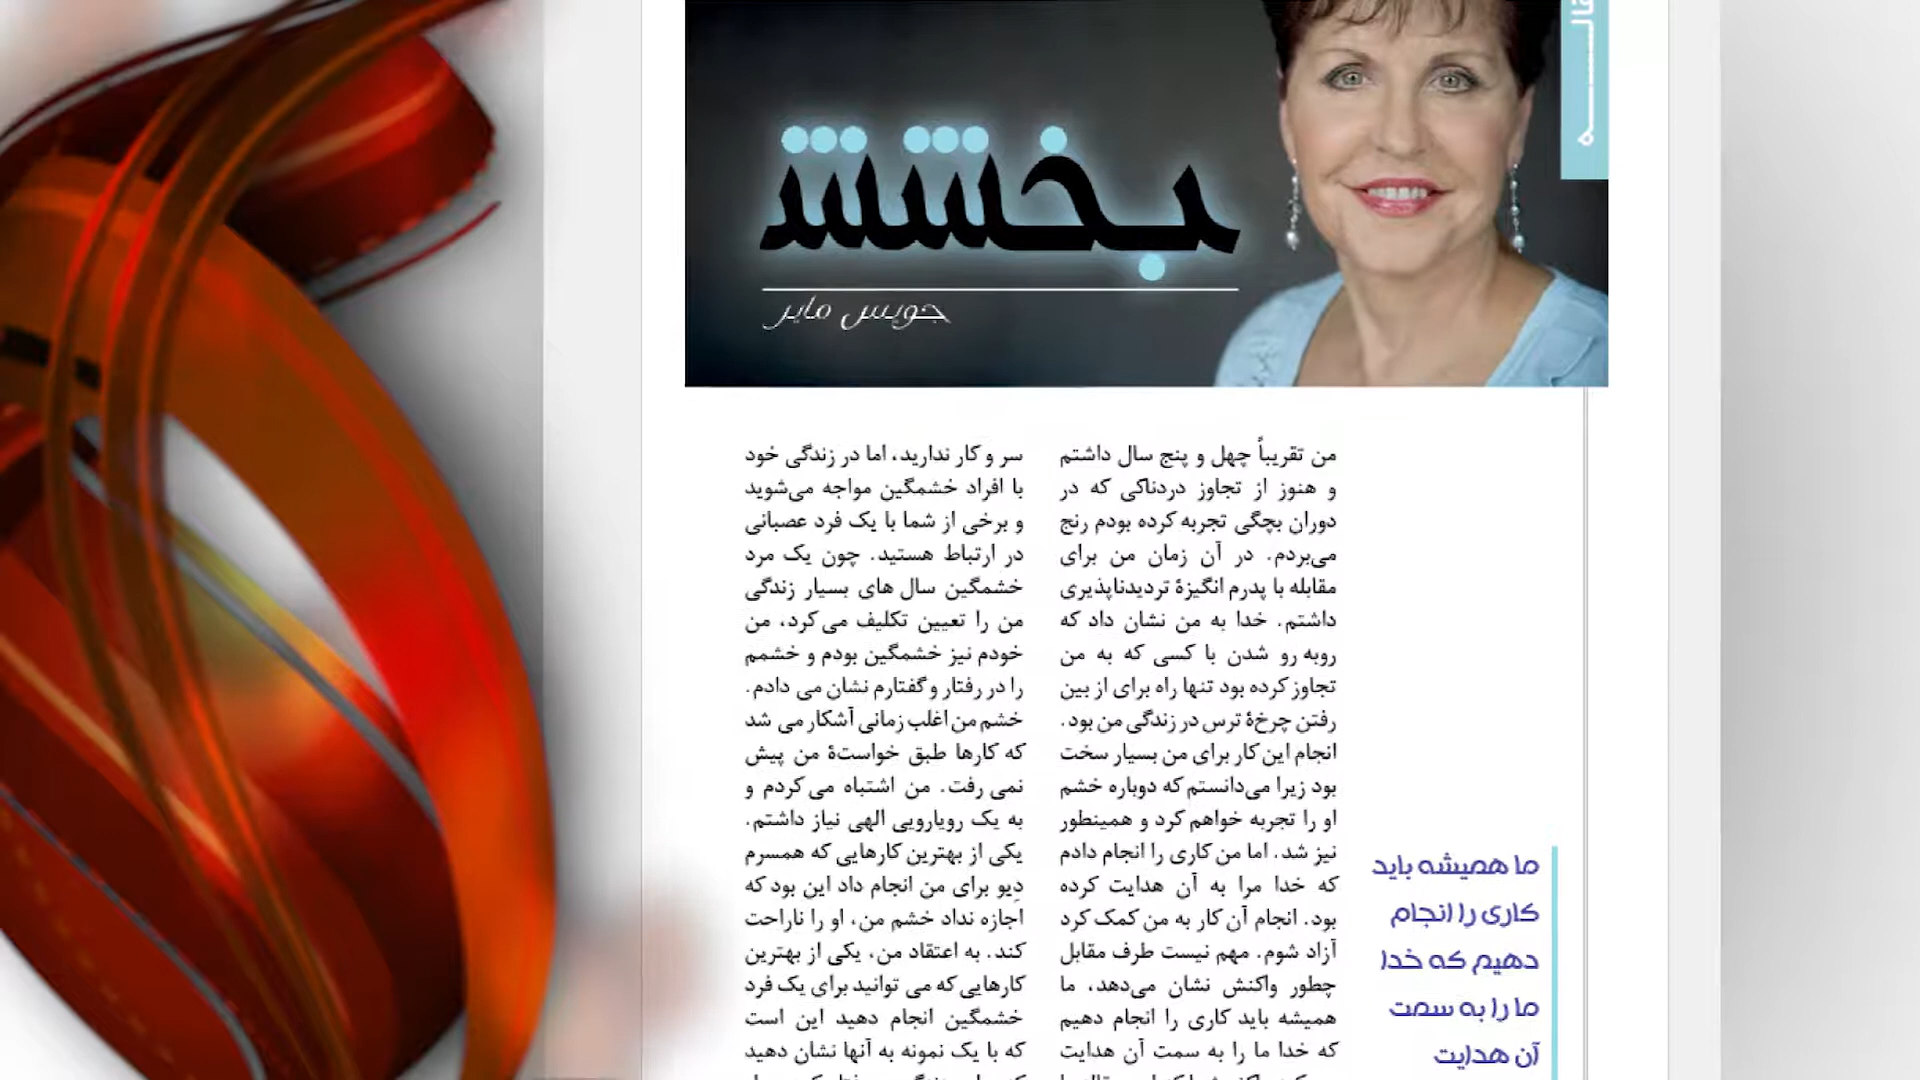 بخشش
جویس مایر
من تقریباً چهل و پنج سال داشتم
و هنوز از تجاوز دردناکی که در
دوران بچگی تجربه کرده بودم رنج
می‌بردم. در آن زمان من برای
مقابله با پدرم انگیزۀ تردیدناپذیری
داشتم. خدا به من نشان داد که
روبه رو شدن با کسی که به من
تجاوز کرده بود تنها راه برای از بین
رفتن چرخۀ ترس در زندگی من بود.
انجام این کار برای من بسیار سخت
بود زیرا می‌دانستم که دوباره خشم
او را تجربه خواهم کرد و همینطور
نیز شد. اما من کاری را انجام دادم
که خدا مرا به آن هدایت کرده
بود. انجام آن کار به من کمک کرد
آزاد شوم. مهم نیست طرف مقابل
چطور واکنش نشان می‌دهد، ما
همیشه باید کاری را انجام دهیم
که خدا ما را به سمت آن هدایت
سر و کار ندارید، اما در زندگی خود
با افراد خشمگین مواجه می‌شوید
و برخی از شما با یک فرد عصبانی
در ارتباط هستید. چون یک مرد
خشمگین سال های بسیار زندگی
من را تعیین تکلیف می کرد، من
خودم نیز خشمگین بودم و خشمم
را در رفتار و گفتارم نشان می دادم.
خشم من اغلب زمانی آشکار می شد
که کارها طبق خواستۀ من پیش
نمی رفت. من اشتباه می کردم و
به یک رویارویی الهی نیاز داشتم.
یکی از بهترین کارهایی که همسرم
دِیو برای من انجام داد این بود که
اجازه نداد خشم من، او را ناراحت
کند. به اعتقاد من، یکی از بهترین
کارهایی که می توانید برای یک فرد
خشمگین انجام دهید این است
که با یک نمونه به آنها نشان دهید
ما همیشه باید
کاری را انجام
دهیم که خدا
ما را به سمت
آن هدایت